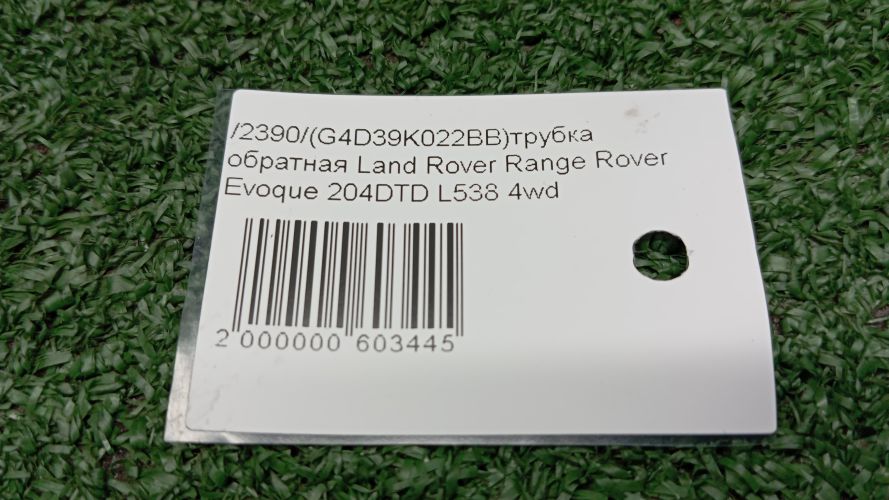 /2390/(G4D39K022BB)трубка
обратная Land Rover Range Rover
Evoque 204DTD L538 4wd
2 000000 603445